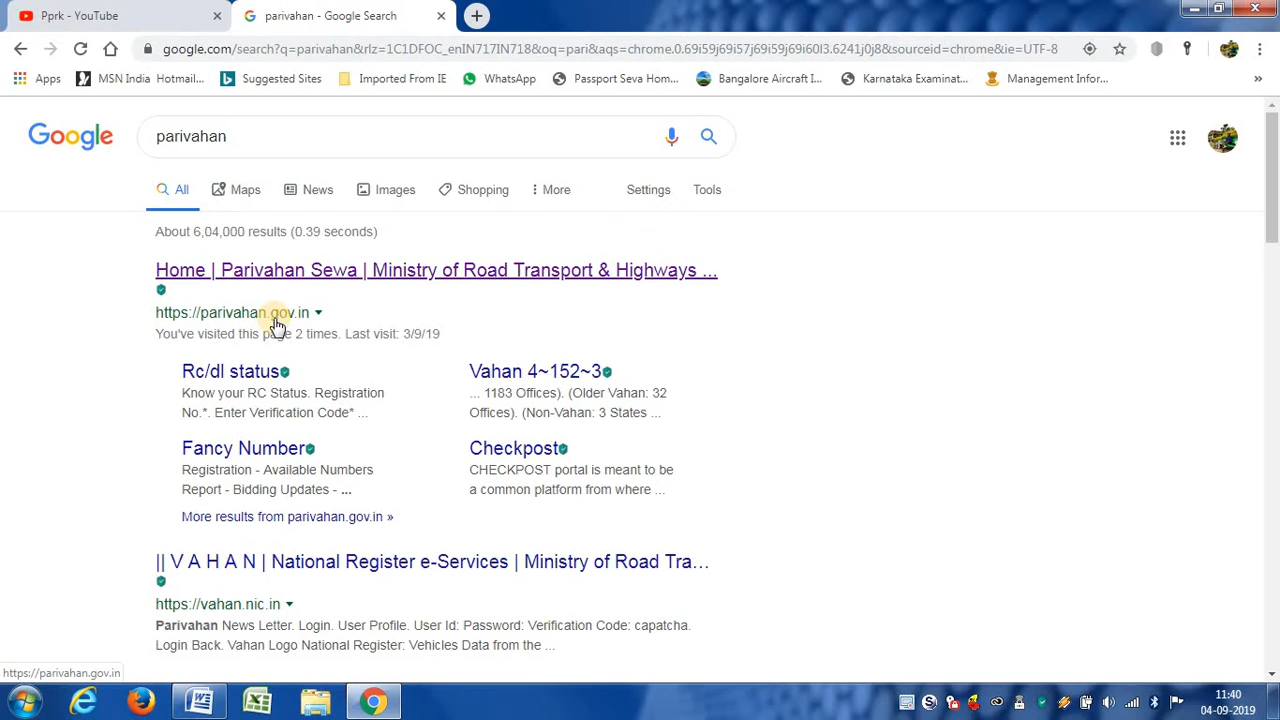 Pprk - YouTube
parivahan - Google Search
google.com/search?q=parivahan&rlz=1C1DFOC_enIN717IN718&oq=pari&aqs=chrome.0.69i59j69i57j69i59j69i60l3.6241j0j8&sourceid=chrome&ie=UTF-8
Apps MSN India Hotmail... Suggested Sites Imported From IE WhatsApp Passport Seva Hom... Bangalore Aircraft I... Karnataka Examinat... Management Infor... »
Google parivahan
All Maps News Images Shopping More Settings Tools
About 6,04,000 results (0.39 seconds)
Home | Parivahan Sewa | Ministry of Road Transport & Highways ...
https://parivahan.gov.in
You've visited this page 2 times. Last visit: 3/9/19
Rc/dl status
Know your RC Status. Registration
No.*. Enter Verification Code* ...
Vahan 4~152~3
... 1183 Offices). (Older Vahan: 32
Offices). (Non-Vahan: 3 States ...
Fancy Number
Registration - Available Numbers
Report - Bidding Updates - ...
Checkpost
CHECKPOST portal is meant to be
a common platform from where ...
More results from parivahan.gov.in »
|| V A H A N | National Register e-Services | Ministry of Road Tra...
https://vahan.nic.in
Parivahan News Letter. Login. User Profile. User Id: Password: Verification Code: capatcha.
Login Back. Vahan Logo National Register: Vehicles Data from the ...
https://parivahan.gov.in
11:40
04-09-2019